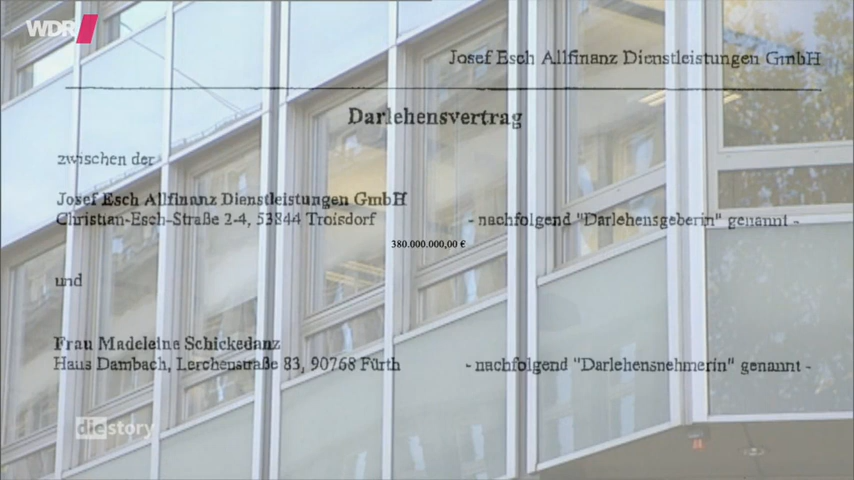 WDR
Josef Esch Allfinanz Dienstleistungen GmbH
Darlehensvertrag
zwischen der
Josef Esch Allfinanz Dienstleistungen GmbH
Christian-Esch-Straße 2-4, 53844 Troisdorf - nachfolgend "Darlehensgeberin" genannt -
380.000.000,00 €
und
Frau Madeleine Schickedanz
Haus Dambach, Lerchenstraße 83, 90768 Fürth - nachfolgend "Darlehensnehmerin" genannt -
die story